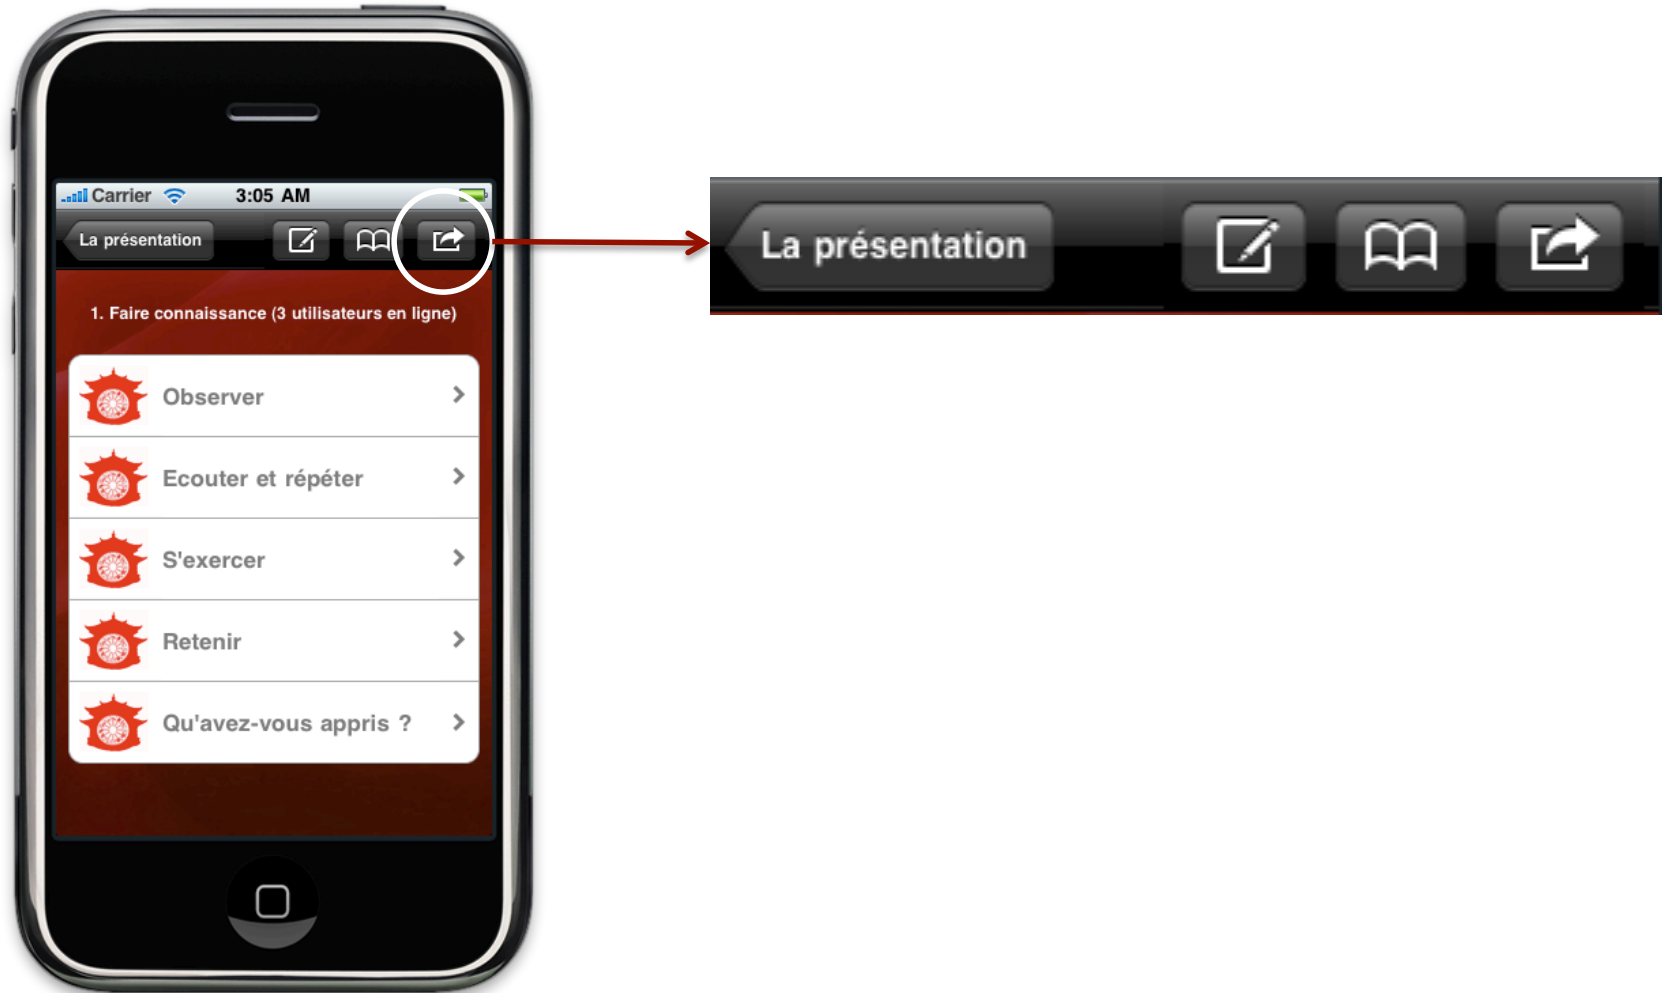 Carrier 3:05 AM
La présentation
1. Faire connaissance (3 utilisateurs en ligne)
Observer
Ecouter et répéter
S'exercer
Retenir
Qu'avez-vous appris ?
La présentation